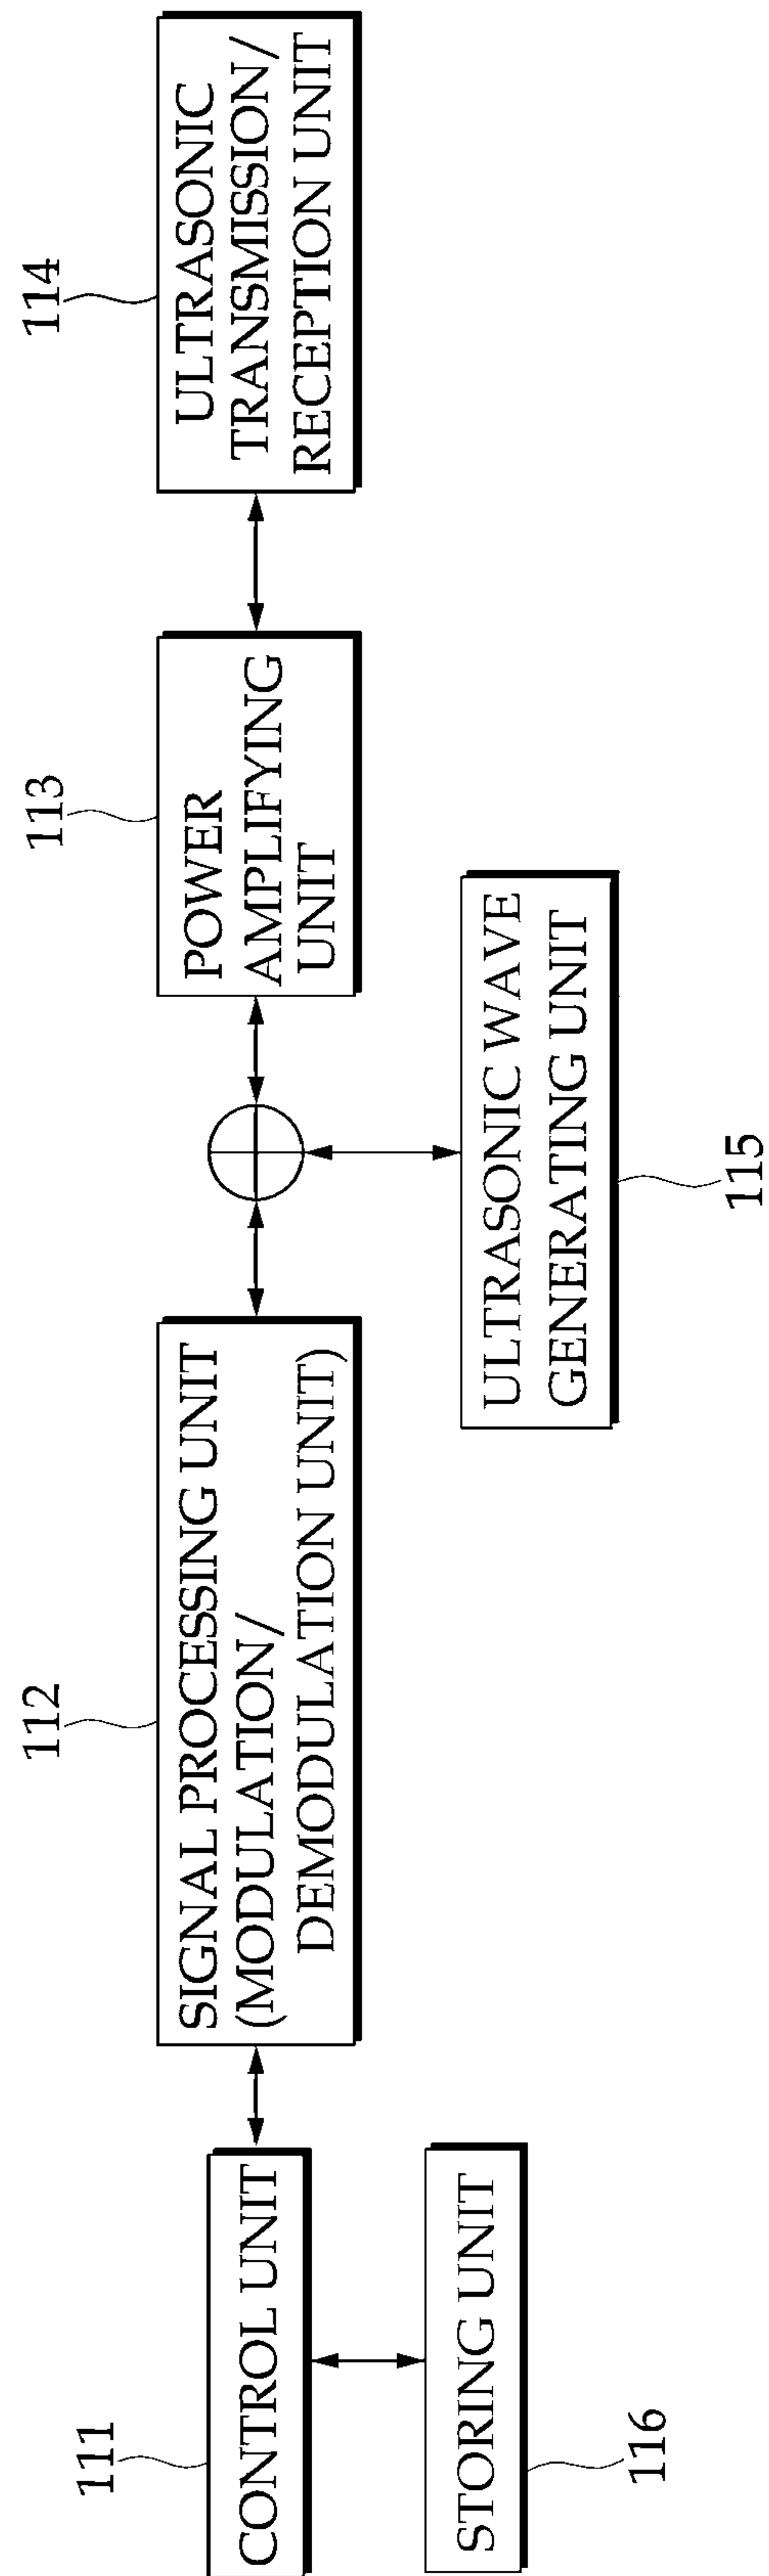 111
CONTROL UNIT
112
SIGNAL PROCESSING UNIT
(MODULATION/
DEMODULATION UNIT)
113
POWER
AMPLIFYING
UNIT
114
ULTRASONIC
TRANSMISSION/
RECEPTION UNIT
STORING UNIT
116
ULTRASONIC WAVE
GENERATING UNIT
115